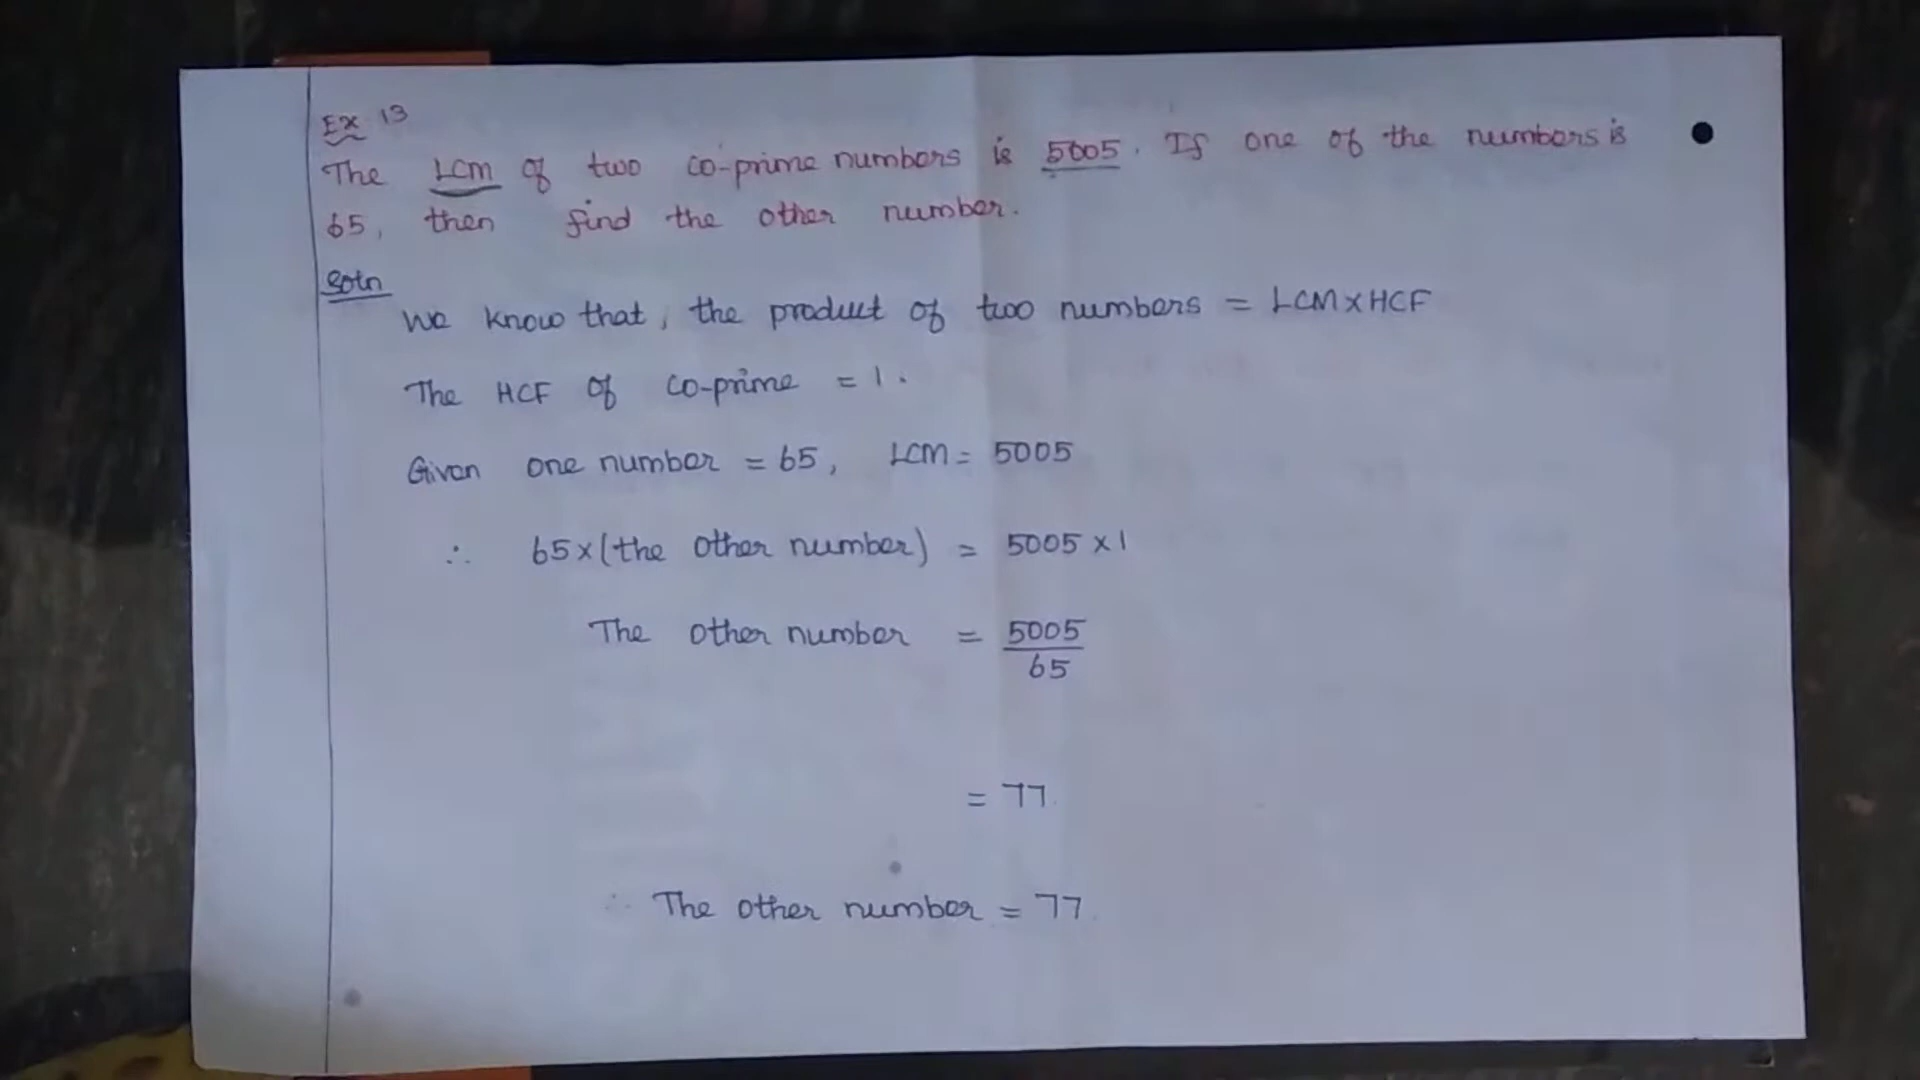 Ex 13
The LCM of two co-prime numbers is 5005. If one of the numbers is
65, then find the other number.
Soln
We know that, the product of two numbers = LCM x HCF
The HCF of co-prime = 1.
Given one number = 65, LCM = 5005
∴ 65 x (the other number) = 5005 x 1
The other number = 5005
65
= 77
∴ The other number = 77